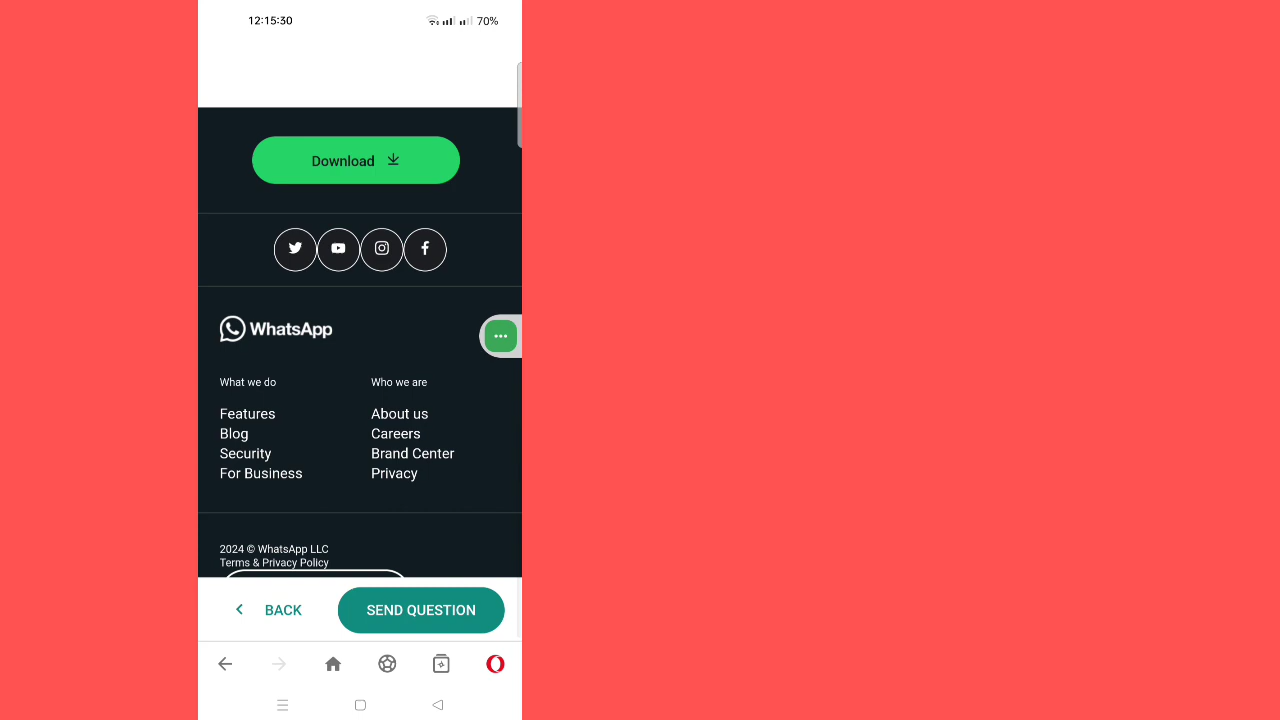 12:15:30 70%
Download
WhatsApp
What we do Who we are
Features About us
Blog Careers
Security Brand Center
For Business Privacy
2024 © WhatsApp LLC
Terms & Privacy Policy
BACK SEND QUESTION